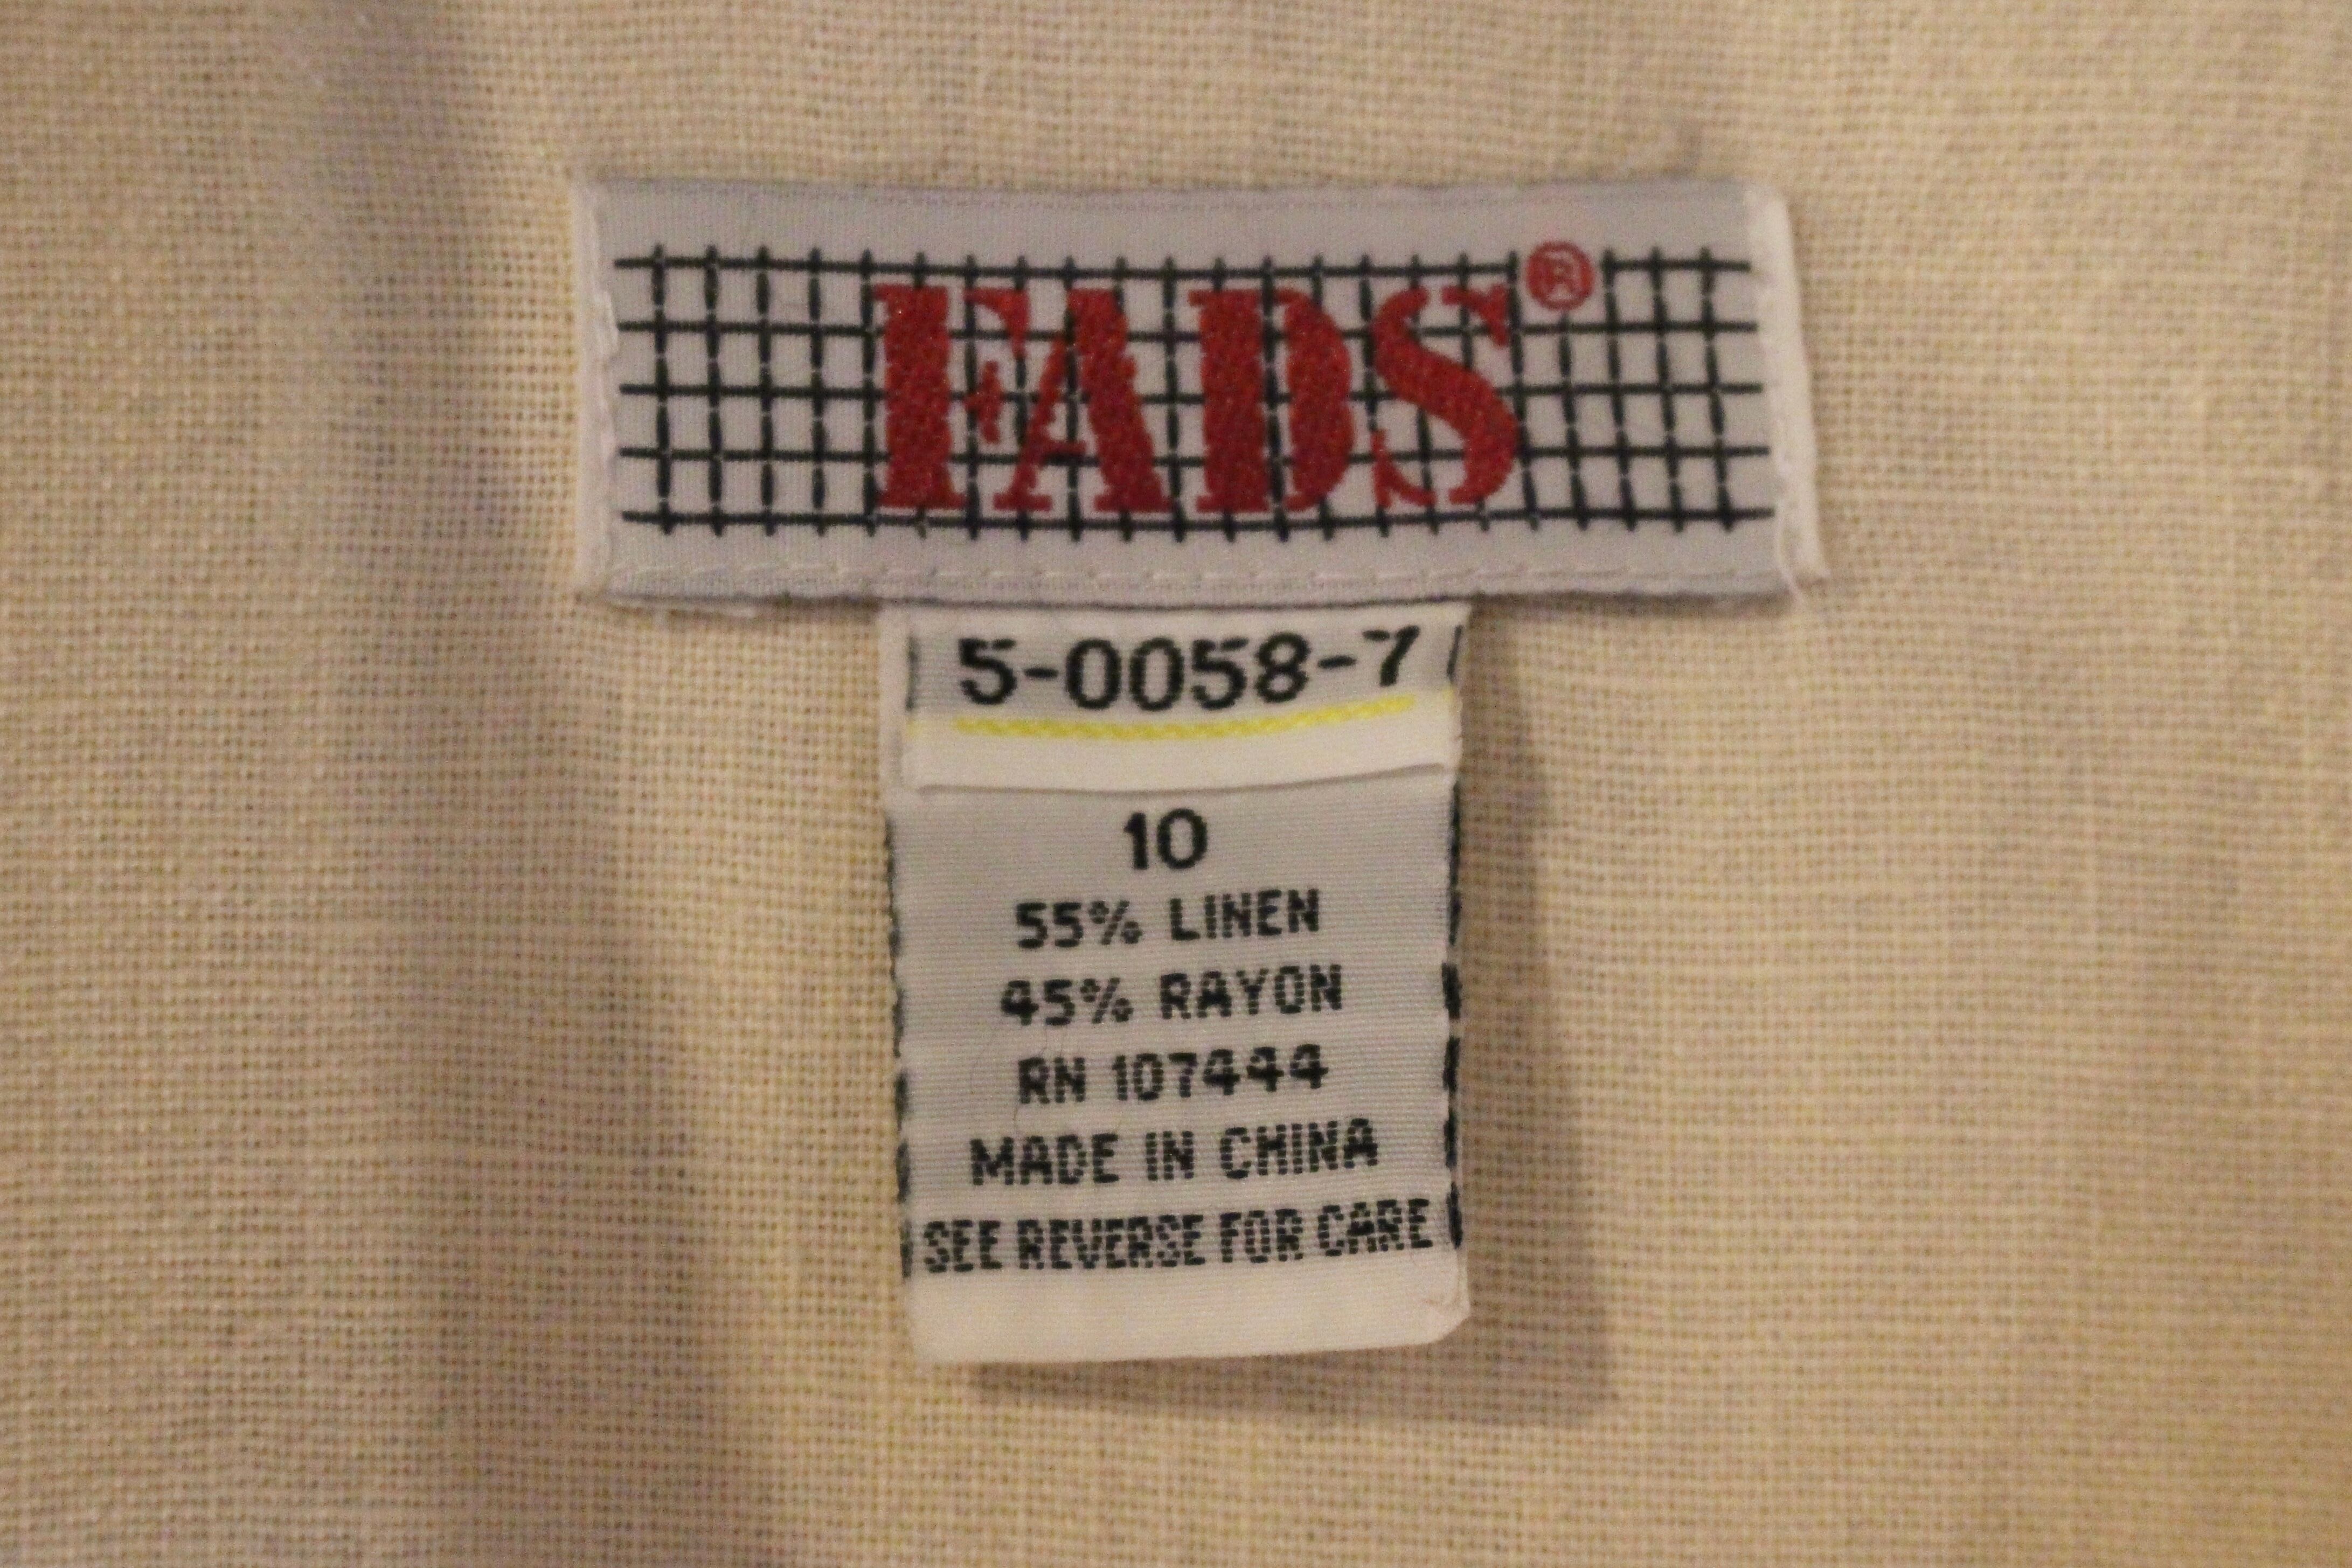 FADS®
5-0058-7
10
55% LINEN
45% RAYON
RN 107444
MADE IN CHINA
SEE REVERSE FOR CARE